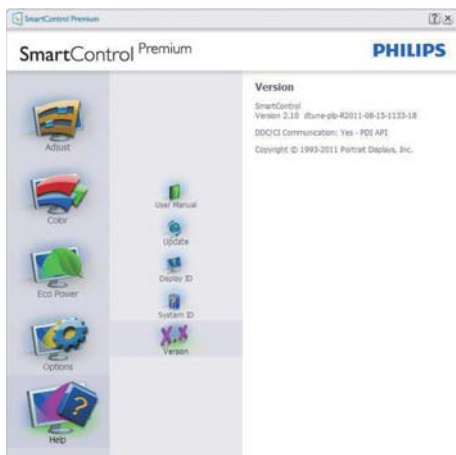 SmartControl Premium
SmartControl Premium
PHILIPS
Adjust
Color
Eco Power
Options
Help
User Manual
Update
Display ID
System ID
X.X
Version
Version
SmartControl
Version 2.10 dtune-plp-R2011-08-15-1133-18
DDC/CI Communication: Yes - PDI API
Copyright © 1993-2011 Portrait Displays, Inc.